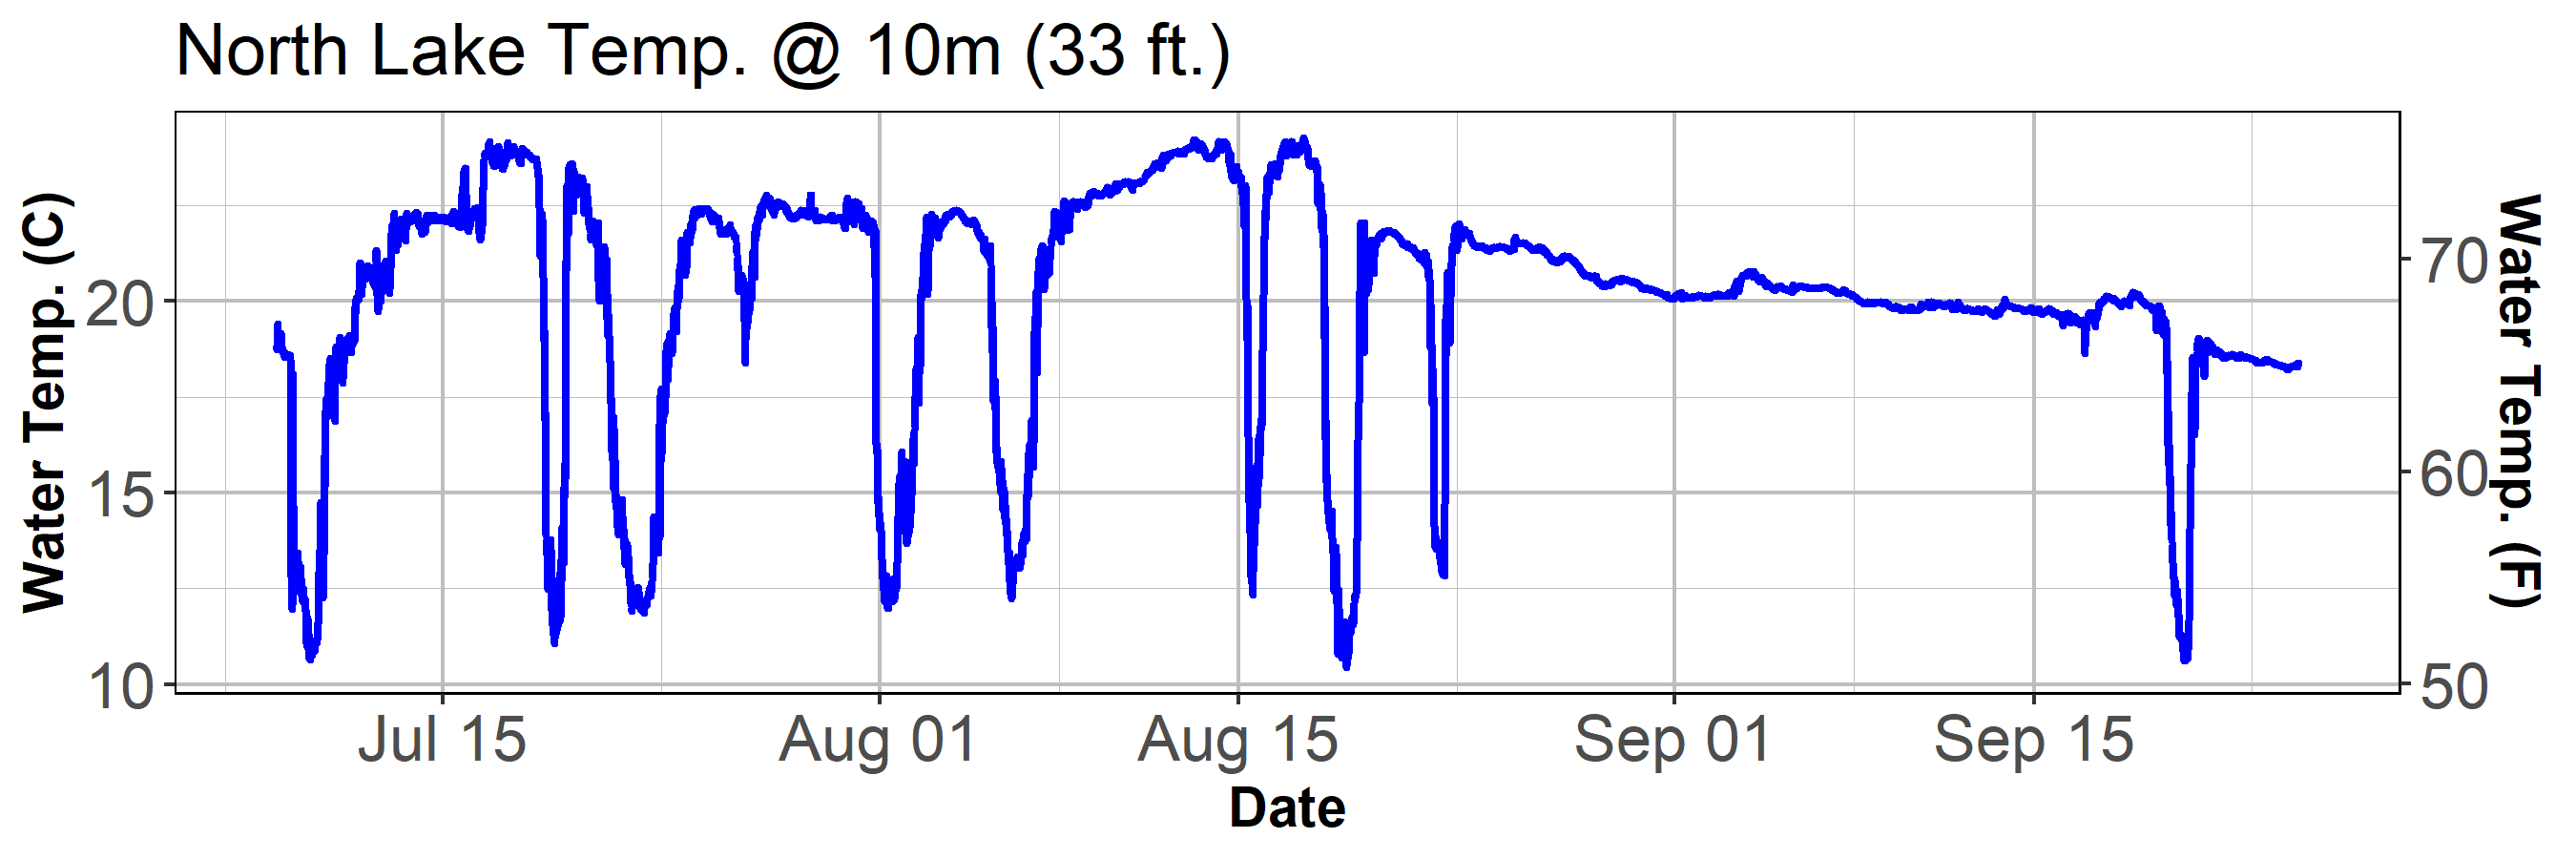 North Lake Temp. @ 10m (33 ft.)
Water Temp. (C)
20
15
10
70
60
50
Water Temp. (F)
Jul 15
Aug 01
Aug 15
Sep 01
Sep 15
Date